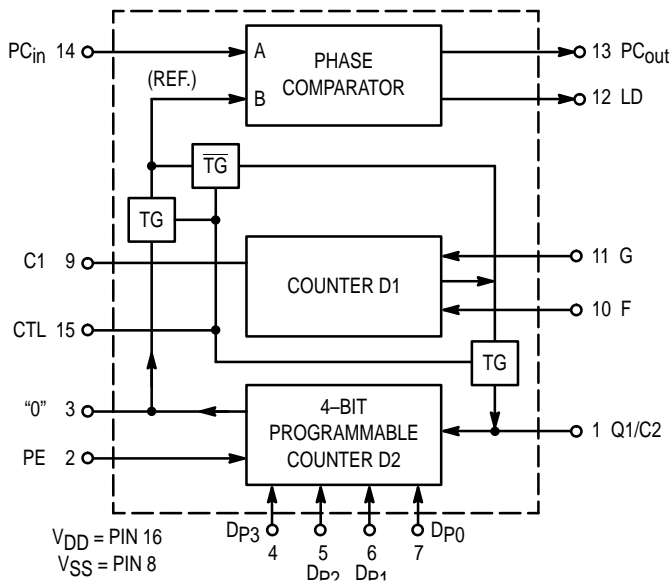 PCin 14
A
PHASE
COMPARATOR
13 PCout
(REF.)
B
12 LD
TG
TG
C1 9
COUNTER D1
11 G
10 F
CTL 15
TG
"0" 3
4–BIT
PROGRAMMABLE
COUNTER D2
1 Q1/C2
PE 2
DP3
4
5
6
7
DP0
DP2
DP1
VDD = PIN 16
VSS = PIN 8